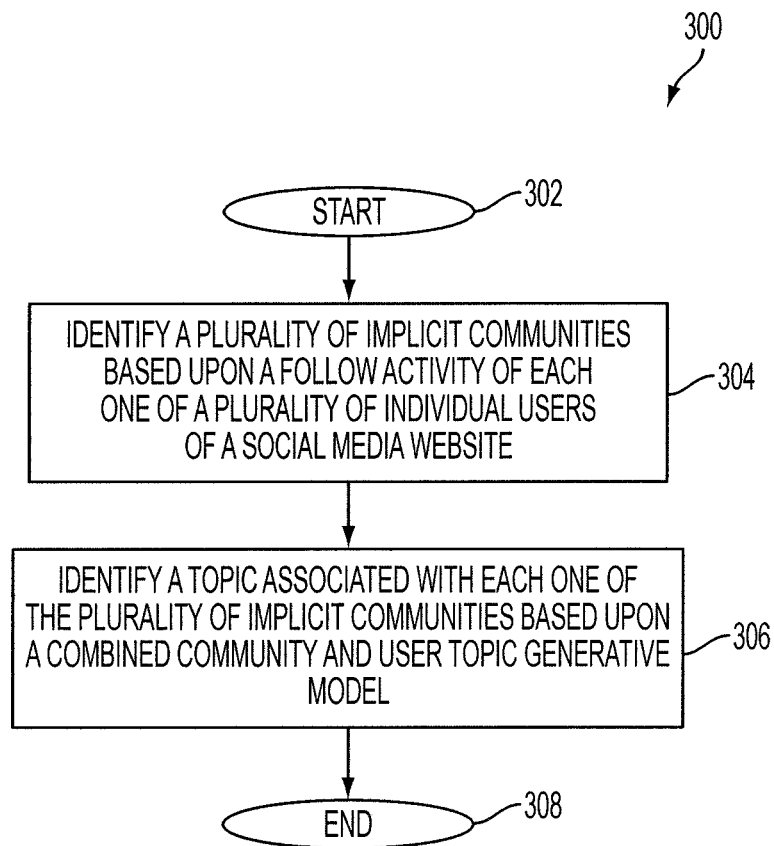 300
START
302
IDENTIFY A PLURALITY OF IMPLICIT COMMUNITIES
BASED UPON A FOLLOW ACTIVITY OF EACH
ONE OF A PLURALITY OF INDIVIDUAL USERS
OF A SOCIAL MEDIA WEBSITE
304
IDENTIFY A TOPIC ASSOCIATED WITH EACH ONE OF
THE PLURALITY OF IMPLICIT COMMUNITIES BASED UPON
A COMBINED COMMUNITY AND USER TOPIC GENERATIVE
MODEL
306
END
308